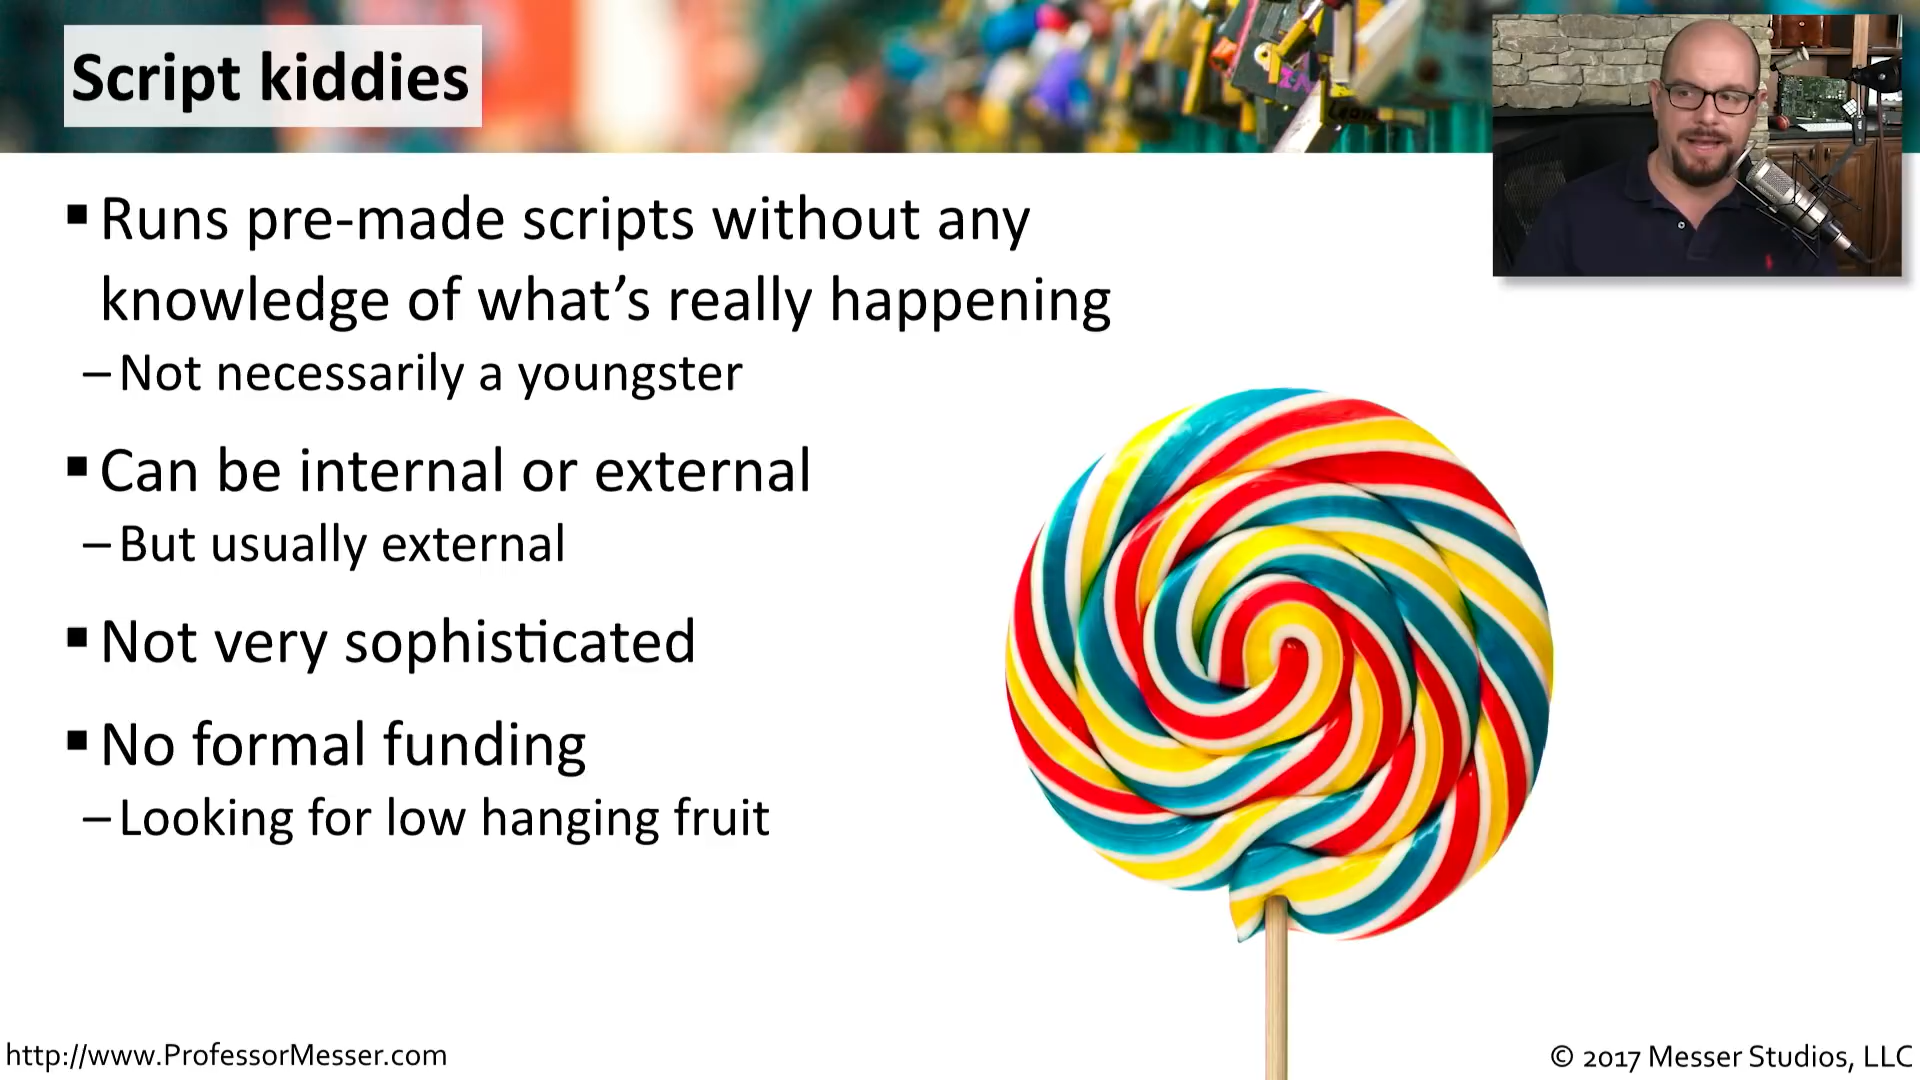 Script kiddies
▪ Runs pre-made scripts without any
knowledge of what’s really happening
– Not necessarily a youngster
▪ Can be internal or external
– But usually external
▪ Not very sophisticated
▪ No formal funding
– Looking for low hanging fruit
http://www.ProfessorMesser.com
© 2017 Messer Studios, LLC